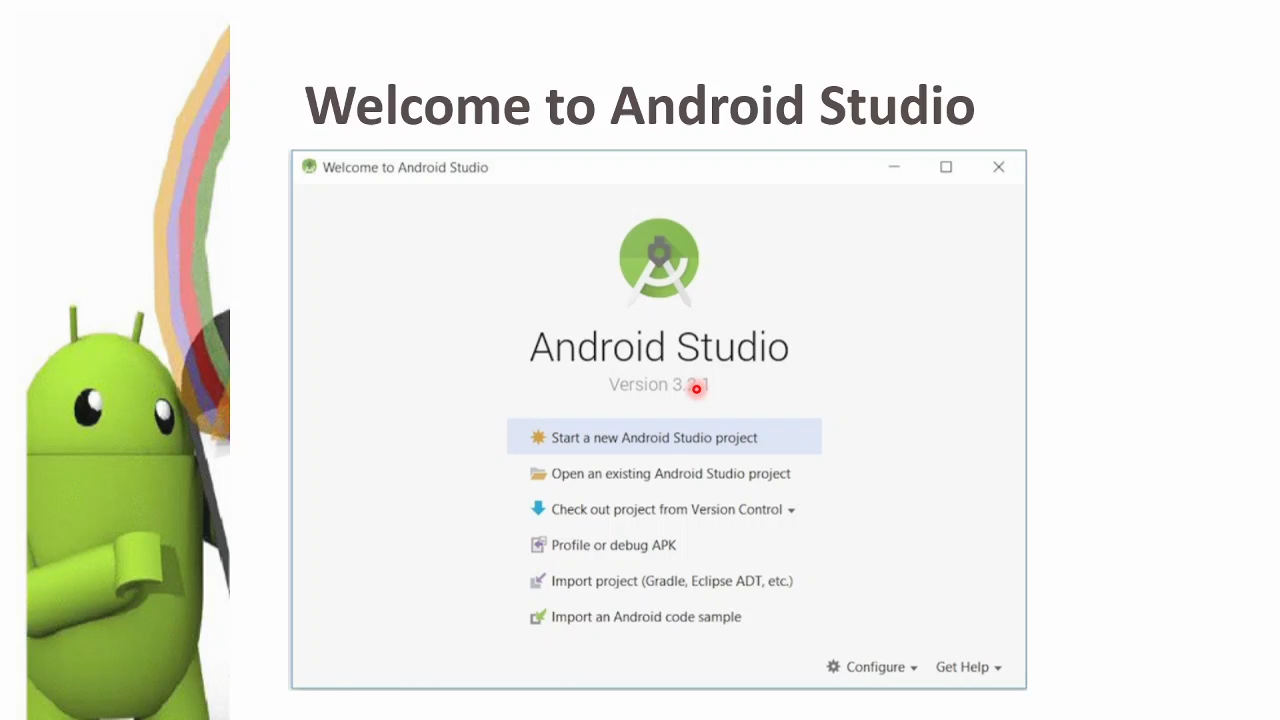 Welcome to Android Studio
Welcome to Android Studio
Android Studio
Version
Start a new Android Studio project
Open an existing Android Studio project
Check out project from Version Control
Profile or debug APK
Import project (Gradle, Eclipse ADT, etc.)
Import an Android code sample
Configure
Get Help